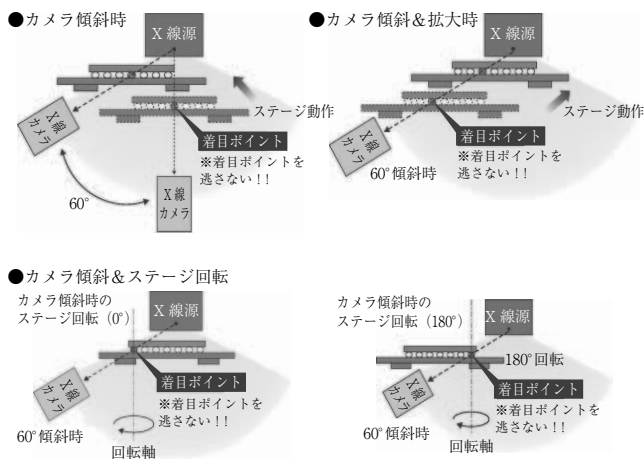 ●カメラ傾斜時
X 線源
ステージ動作
X線
カメラ
着目ポイント
※着目ポイントを
逃さない！！
60°
X線
カメラ
●カメラ傾斜&拡大時
X 線源
ステージ動作
X線
カメラ
着目ポイント
※着目ポイントを
逃さない！！
60°傾斜時
●カメラ傾斜&ステージ回転
カメラ傾斜時の
ステージ回転（0°）
X 線源
X線
カメラ
着目ポイント
※着目ポイントを
逃さない！！
60°傾斜時
回転軸
カメラ傾斜時の
ステージ回転（180°）
X 線源
180°回転
X線
カメラ
着目ポイント
※着目ポイントを
逃さない！！
60°傾斜時
回転軸